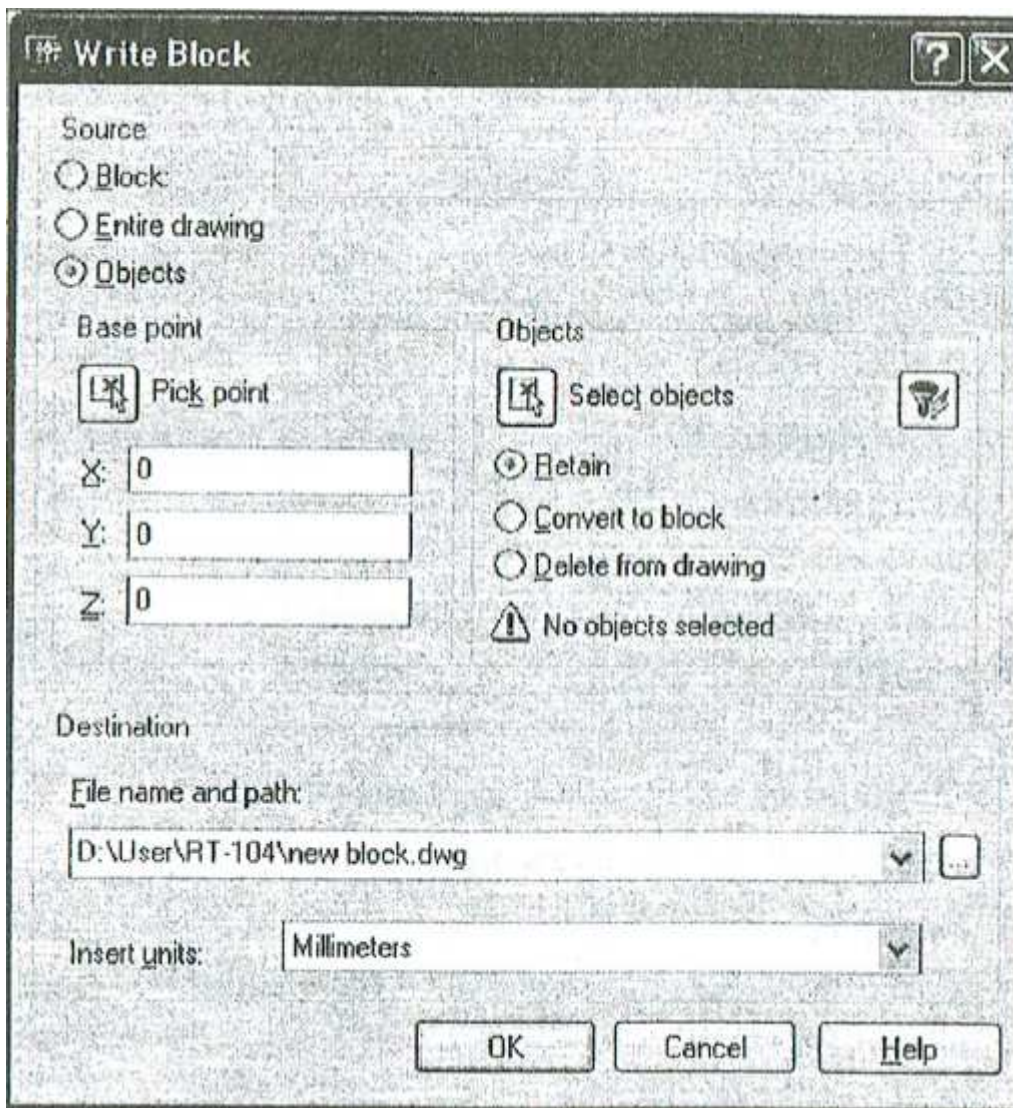 Write Block
Source
Block:
Entire drawing
Objects
Base point
Pick point
X: 0
Y: 0
Z: 0
Objects
Select objects
Retain
Convert to block
Delete from drawing
No objects selected
Destination
File name and path:
D:\User\RT-104\new block.dwg
...
Insert units:
Millimeters
OK
Cancel
Help